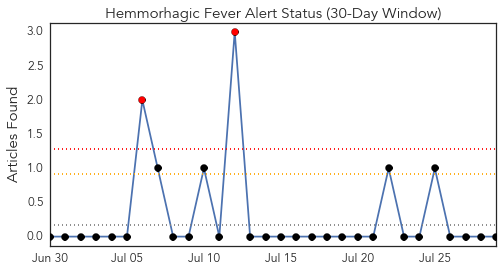 Hemmorhagic Fever Alert Status (30-Day Window)
Articles Found
3.0
2.5
2.0
1.5
1.0
0.5
0.0
Jun 30 Jul 05 Jul 10 Jul 15 Jul 20 Jul 25